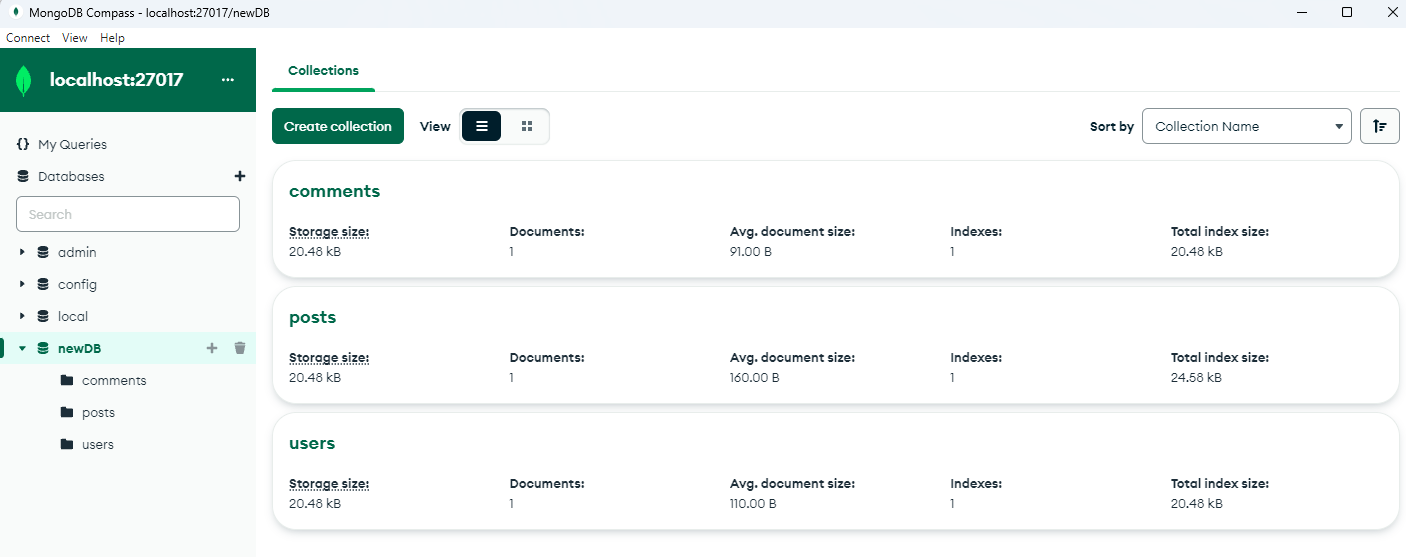 MongoDB Compass - localhost:27017/newDB
Connect View Help
localhost:27017 ...
{} My Queries
Databases +
Search
admin
config
local
newDB +
comments
posts
users
Collections
Create collection View Sort by Collection Name
comments
Storage size: Documents: Avg. document size: Indexes: Total index size:
20.48 kB 1 91.00 B 1 20.48 kB
posts
Storage size: Documents: Avg. document size: Indexes: Total index size:
20.48 kB 1 160.00 B 1 24.58 kB
users
Storage size: Documents: Avg. document size: Indexes: Total index size:
20.48 kB 1 110.00 B 1 20.48 kB